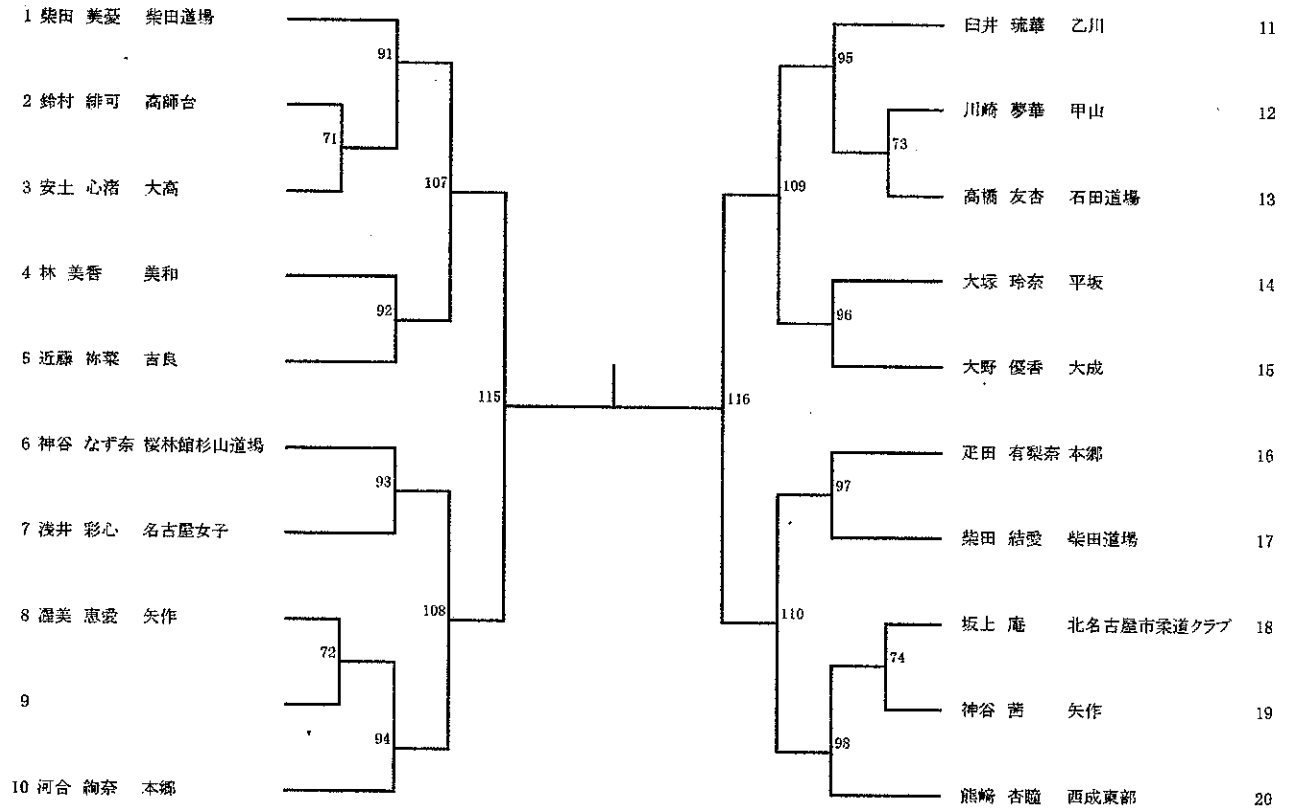 1 柴田 美憂 柴田道場
2 鈴村 緋可 高師台
71
91
3 安土 心渚 大高
107
4 林 美香 美和
92
5 近藤 祢菜 吉良
115
6 神谷 なず奈 桜林館杉山道場
93
7 浅井 彩心 名古屋女子
108
8 渥美 恵愛 矢作
72
9
94
10 河合 絢奈 本郷
臼井 琉華 乙川 11
95
川崎 夢華 甲山 12
73
高橋 友杏 石田道場 13
109
大塚 玲奈 平坂 14
96
大野 優香 大成 15
116
疋田 有梨奈 本郷 16
97
柴田 結愛 柴田道場 17
110
坂上 庵 北名古屋市柔道クラブ 18
74
神谷 茜 矢作 19
98
熊崎 杏瞳 西成東部 20